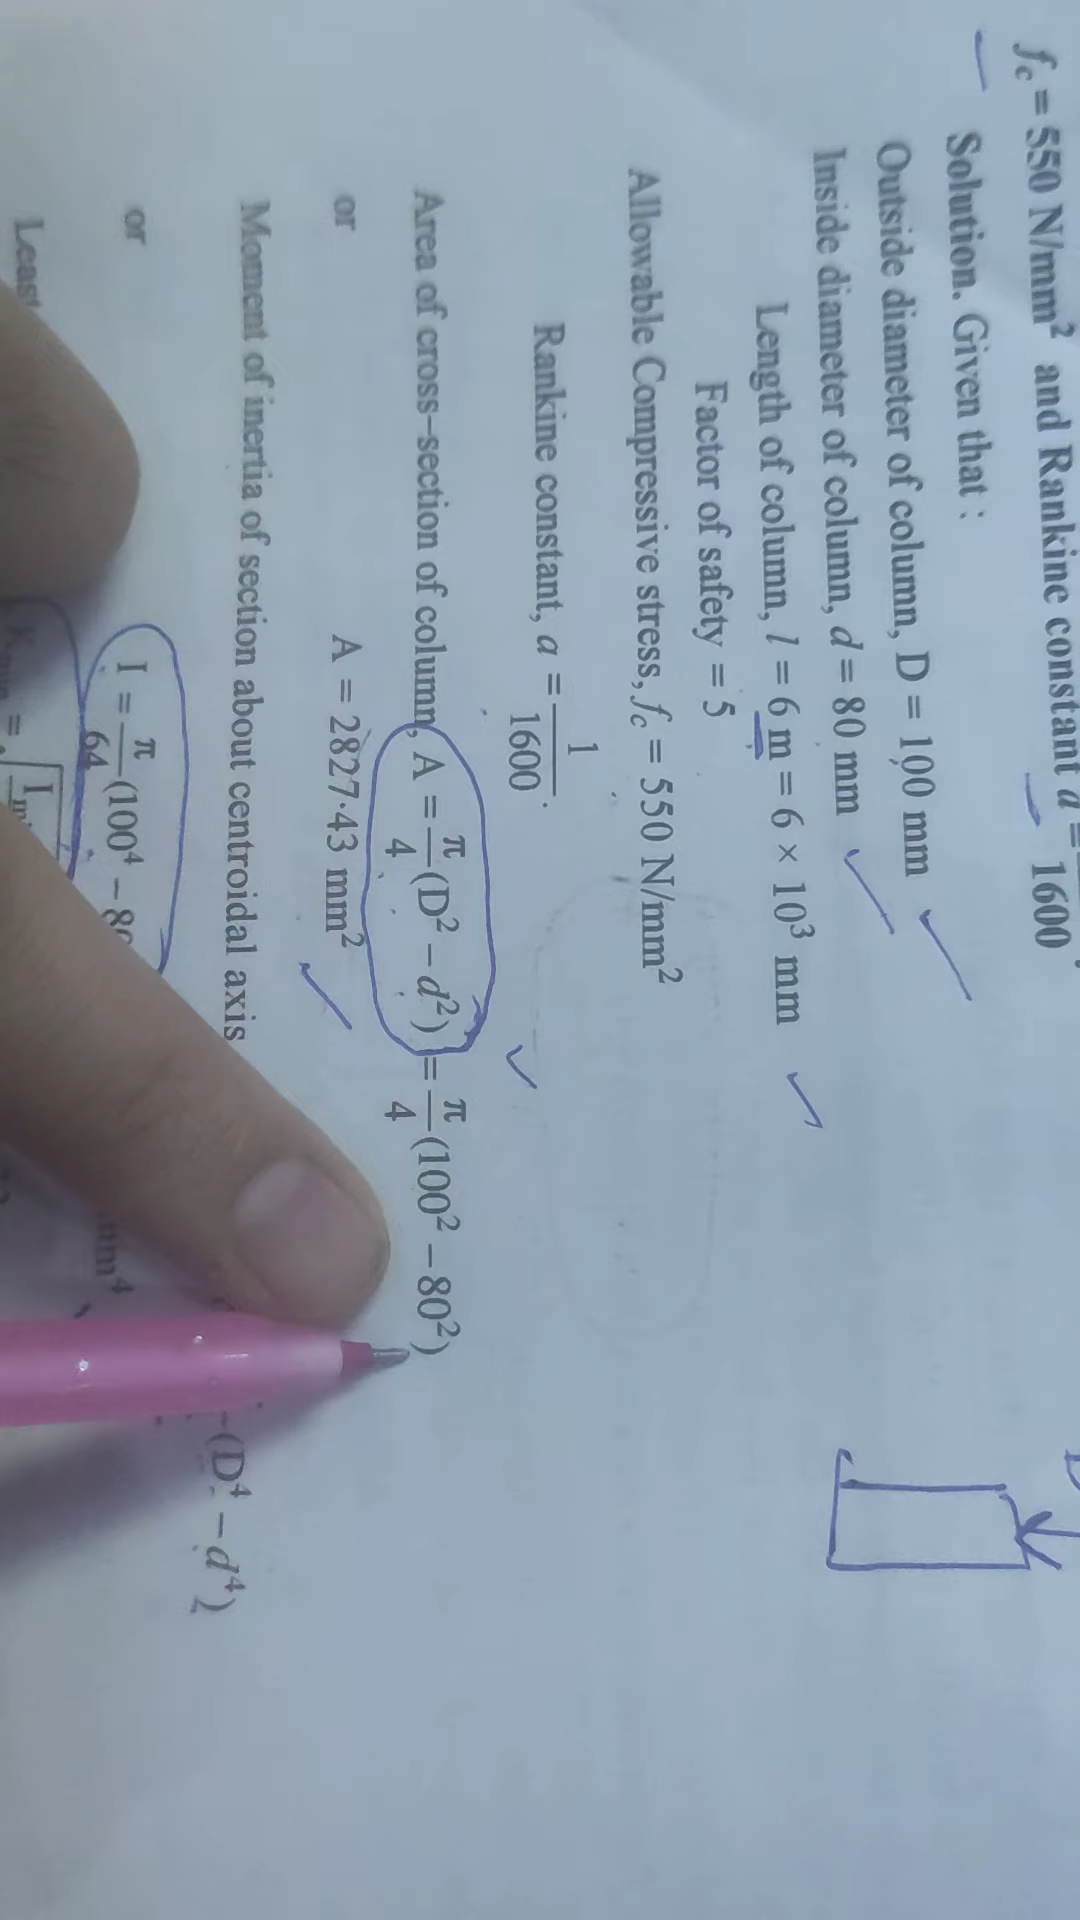 f_c = 550 N/mm² and Rankine constant a = 1/1600.
Solution. Given that :
Outside diameter of column, D = 100 mm
Inside diameter of column, d = 80 mm
Length of column, l = 6 m = 6 × 10³ mm
Factor of safety = 5
Allowable Compressive stress, f_c = 550 N/mm²
Rankine constant, a = 1/1600.
Area of cross-section of column, A = π/4 (D² – d²) = π/4 (100² – 80²)
or A = 2827·43 mm²
Moment of inertia of section about centroidal axis (D⁴ – d⁴)
or I = π/64 (100⁴ – mm⁴
Least =